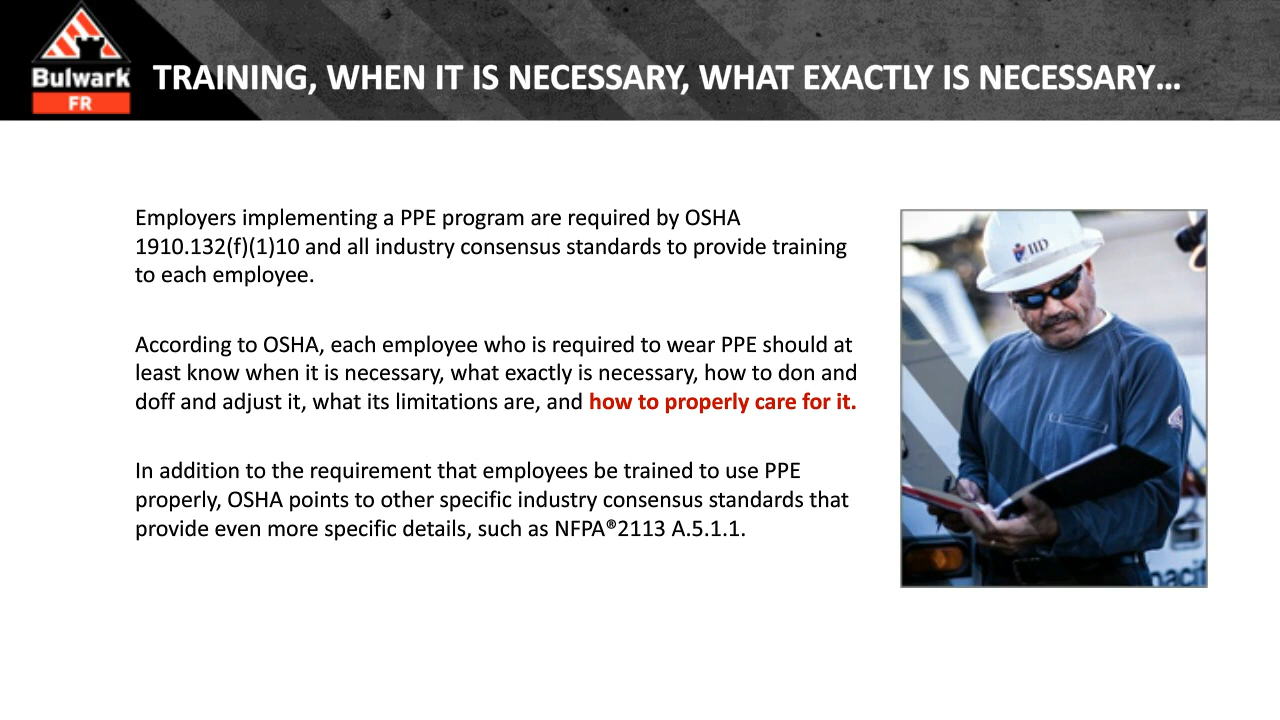 Bulwark
FR
TRAINING, WHEN IT IS NECESSARY, WHAT EXACTLY IS NECESSARY...
Employers implementing a PPE program are required by OSHA
1910.132(f)(1)10 and all industry consensus standards to provide training
to each employee.
According to OSHA, each employee who is required to wear PPE should at
least know when it is necessary, what exactly is necessary, how to don and
doff and adjust it, what its limitations are, and how to properly care for it.
In addition to the requirement that employees be trained to use PPE
properly, OSHA points to other specific industry consensus standards that
provide even more specific details, such as NFPA®2113 A.5.1.1.
IID
pacif